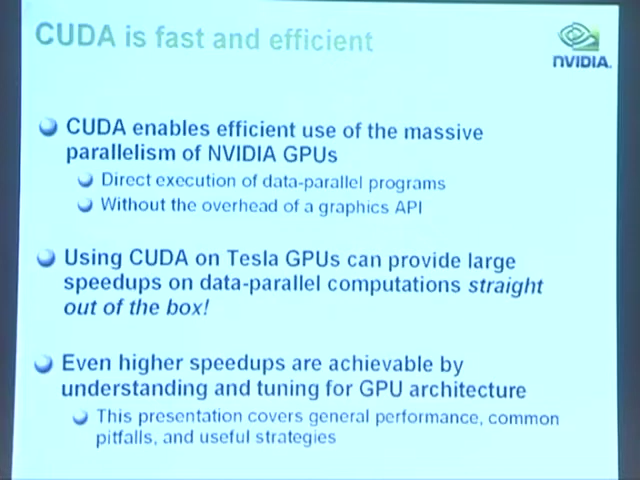 CUDA is fast and efficient
NVIDIA.
CUDA enables efficient use of the massive
parallelism of NVIDIA GPUs
Direct execution of data-parallel programs
Without the overhead of a graphics API
Using CUDA on Tesla GPUs can provide large
speedups on data-parallel computations straight
out of the box!
Even higher speedups are achievable by
understanding and tuning for GPU architecture
This presentation covers general performance, common
pitfalls, and useful strategies